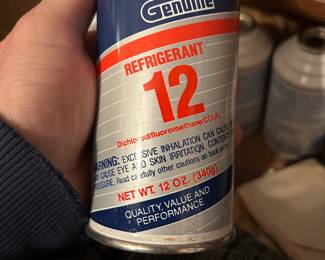 Genuine
REFRIGERANT
12
Dichlorodifluoromethane/CCl₂F₂
WARNING: EXCESSIVE INHALATION CAN CAUSE
CAUSE EYE AND SKIN IRRITATION. CONTENTS
PRESSURE. Read carefully other cautions on back
NET WT. 12 OZ. (340g)
QUALITY, VALUE AND
PERFORMANCE